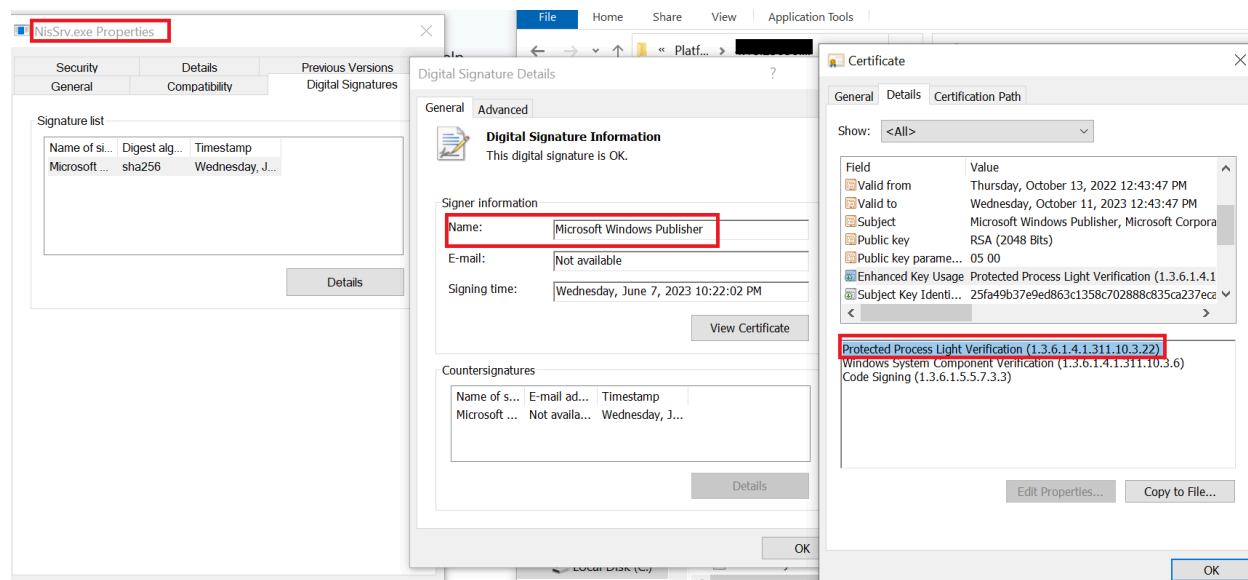 NisSrv.exe Properties
Security Details Previous Versions
General Compatibility Digital Signatures
Signature list
Name of si... Digest alg... Timestamp
Microsoft ... sha256 Wednesday, J...
Details
File Home Share View Application Tools
« Platf... >
Digital Signature Details ?
General Advanced
Digital Signature Information
This digital signature is OK.
Signer information
Name: Microsoft Windows Publisher
E-mail: Not available
Signing time: Wednesday, June 7, 2023 10:22:02 PM
View Certificate
Countersignatures
Name of s... E-mail ad... Timestamp
Microsoft ... Not availa... Wednesday, J...
Details
OK
Local Disk (C:)
Certificate
General Details Certification Path
Show: <All>
Field Value
Valid from Thursday, October 13, 2022 12:43:47 PM
Valid to Wednesday, October 11, 2023 12:43:47 PM
Subject Microsoft Windows Publisher, Microsoft Corpora
Public key RSA (2048 Bits)
Public key parame... 05 00
Enhanced Key Usage Protected Process Light Verification (1.3.6.1.4.1
Subject Key Identi... 25fa49b37e9ed863c1358c702888c835ca237eca
Protected Process Light Verification (1.3.6.1.4.1.311.10.3.22)
Windows System Component Verification (1.3.6.1.4.1.311.10.3.6)
Code Signing (1.3.6.1.5.5.7.3.3)
Edit Properties... Copy to File...
OK